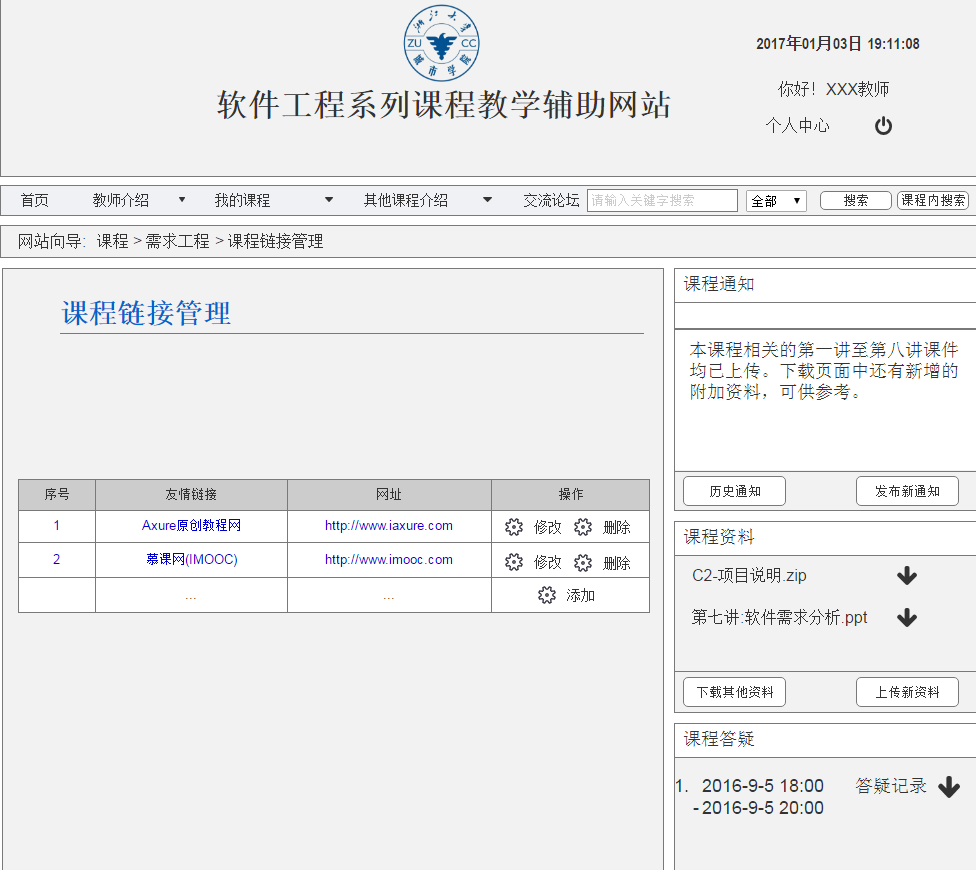 浙江大学
ZU CC
城市学院
2017年01月03日 19:11:08
软件工程系列课程教学辅助网站
你好！XXX教师
个人中心
首页 教师介绍 我的课程 其他课程介绍 交流论坛 请输入关键字搜索 全部 搜索 课程内搜索
网站向导: 课程 > 需求工程 > 课程链接管理
课程链接管理
序号 友情链接 网址 操作
1 Axure原创教程网 http://www.iaxure.com 修改 删除
2 慕课网(IMOOC) http://www.imooc.com 修改 删除
... ... 添加
课程通知
本课程相关的第一讲至第八讲课件
均已上传。下载页面中还有新增的
附加资料，可供参考。
历史通知 发布新通知
课程资料
C2-项目说明.zip
第七讲:软件需求分析.ppt
下载其他资料 上传新资料
课程答疑
1. 2016-9-5 18:00 答疑记录
- 2016-9-5 20:00